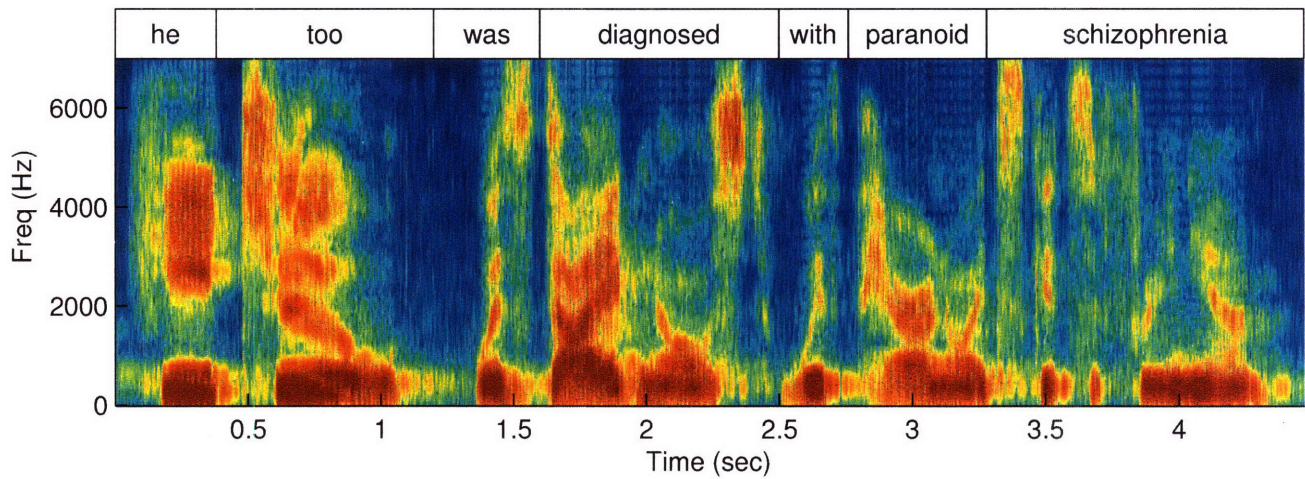 he too was diagnosed with paranoid schizophrenia
6000
4000
2000
0
Freq (Hz)
0.5 1 1.5 2 2.5 3 3.5 4
Time (sec)